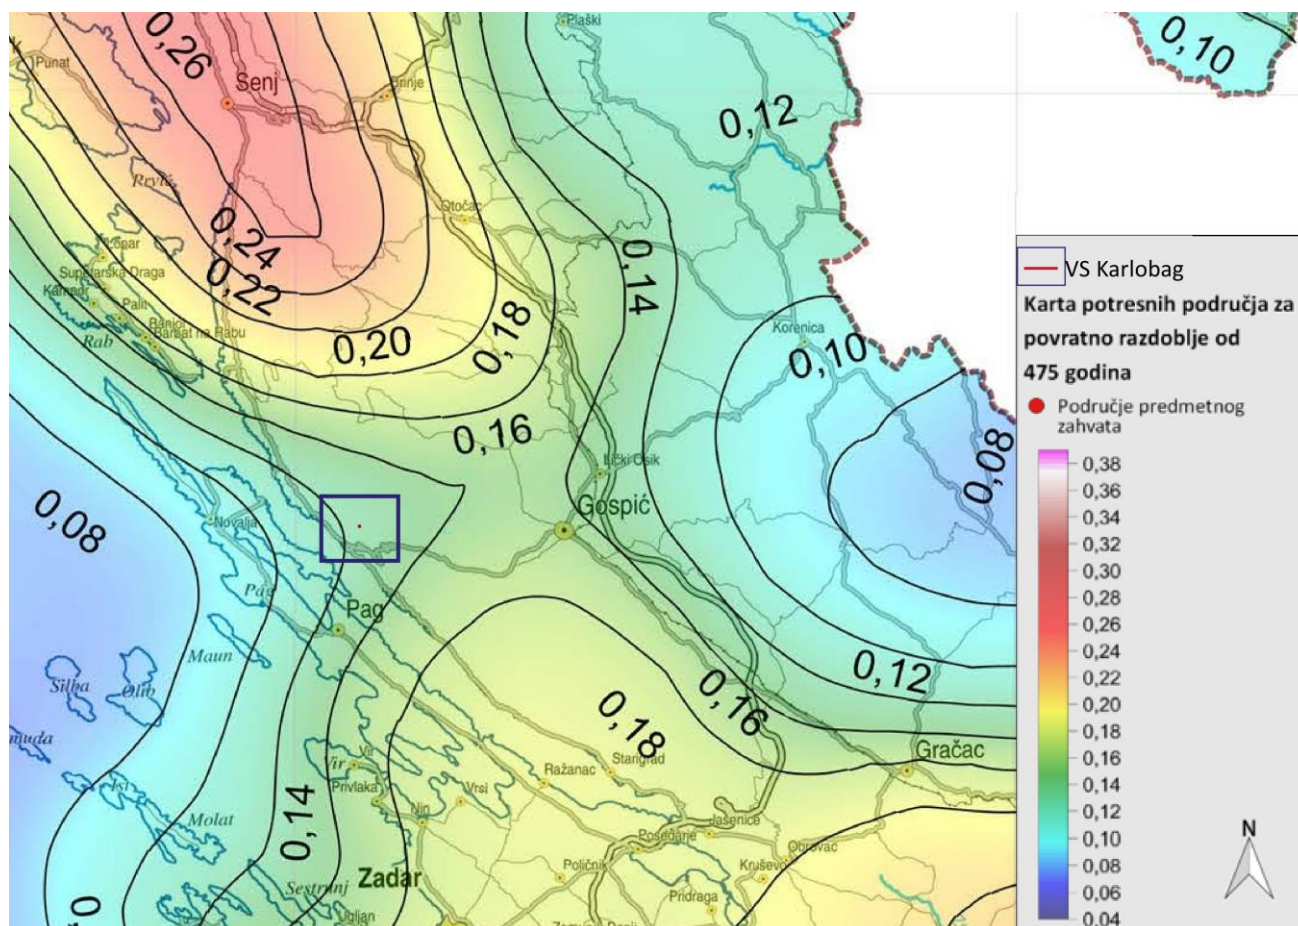 0,26
Plaški
0,10
k
Punat
Senj
Brinje
0,12
Prvić
Otočac
0,24
Lopar
Supetarska Draga
0,22
Kampor
Palit
Banjol
Barbat na Rabu
Rab
0,20
0,18
0,14
Korenica
0,10
0,16
0,08
Lički Osik
Gospić
0,08
Novalja
Pag
Pag
Maun
Silba
Olib
muda
0,12
0,16
0,18
Gračac
Vir
Vir
Starigrad
Ražanac
Privlaka
Vrsi
Nin
Ist
Molat
0,14
Jasenice
Posedarje
Obrovac
Poličnik
Kruševo
Zadar
Sestrunj
Pridraga
Ugljan
VS Karlobag
Karta potresnih područja za
povratno razdoblje od
475 godina
Područje predmetnog
zahvata
0,38
0,36
0,34
0,32
0,30
0,28
0,26
0,24
0,22
0,20
0,18
0,16
0,14
0,12
0,10
0,08
0,06
0,04
N